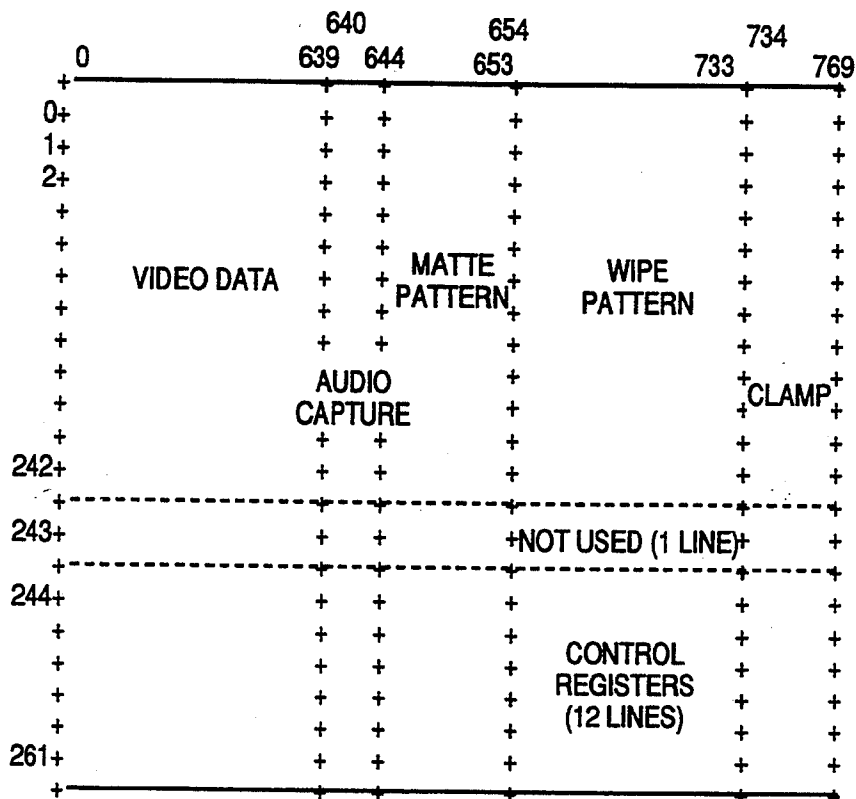 640 654 734
0 639 644 653 733 769
0
1
2
VIDEO DATA
MATTE
PATTERN
WIPE
PATTERN
AUDIO
CAPTURE
CLAMP
242
243 NOT USED (1 LINE)
244
CONTROL
REGISTERS
(12 LINES)
261